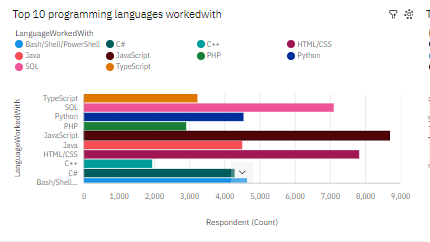 Top 10 programming languages workedwith
LanguageWorkedWith
Bash/Shell/PowerShell C# C++ HTML/CSS
Java JavaScript PHP Python
SQL TypeScript
LanguageWorkedWith
TypeScript
SQL
Python
PHP
JavaScript
Java
HTML/CSS
C++
C#
Bash/Shell...
0 1,000 2,000 3,000 4,000 5,000 6,000 7,000 8,000 9,000
Respondent (Count)